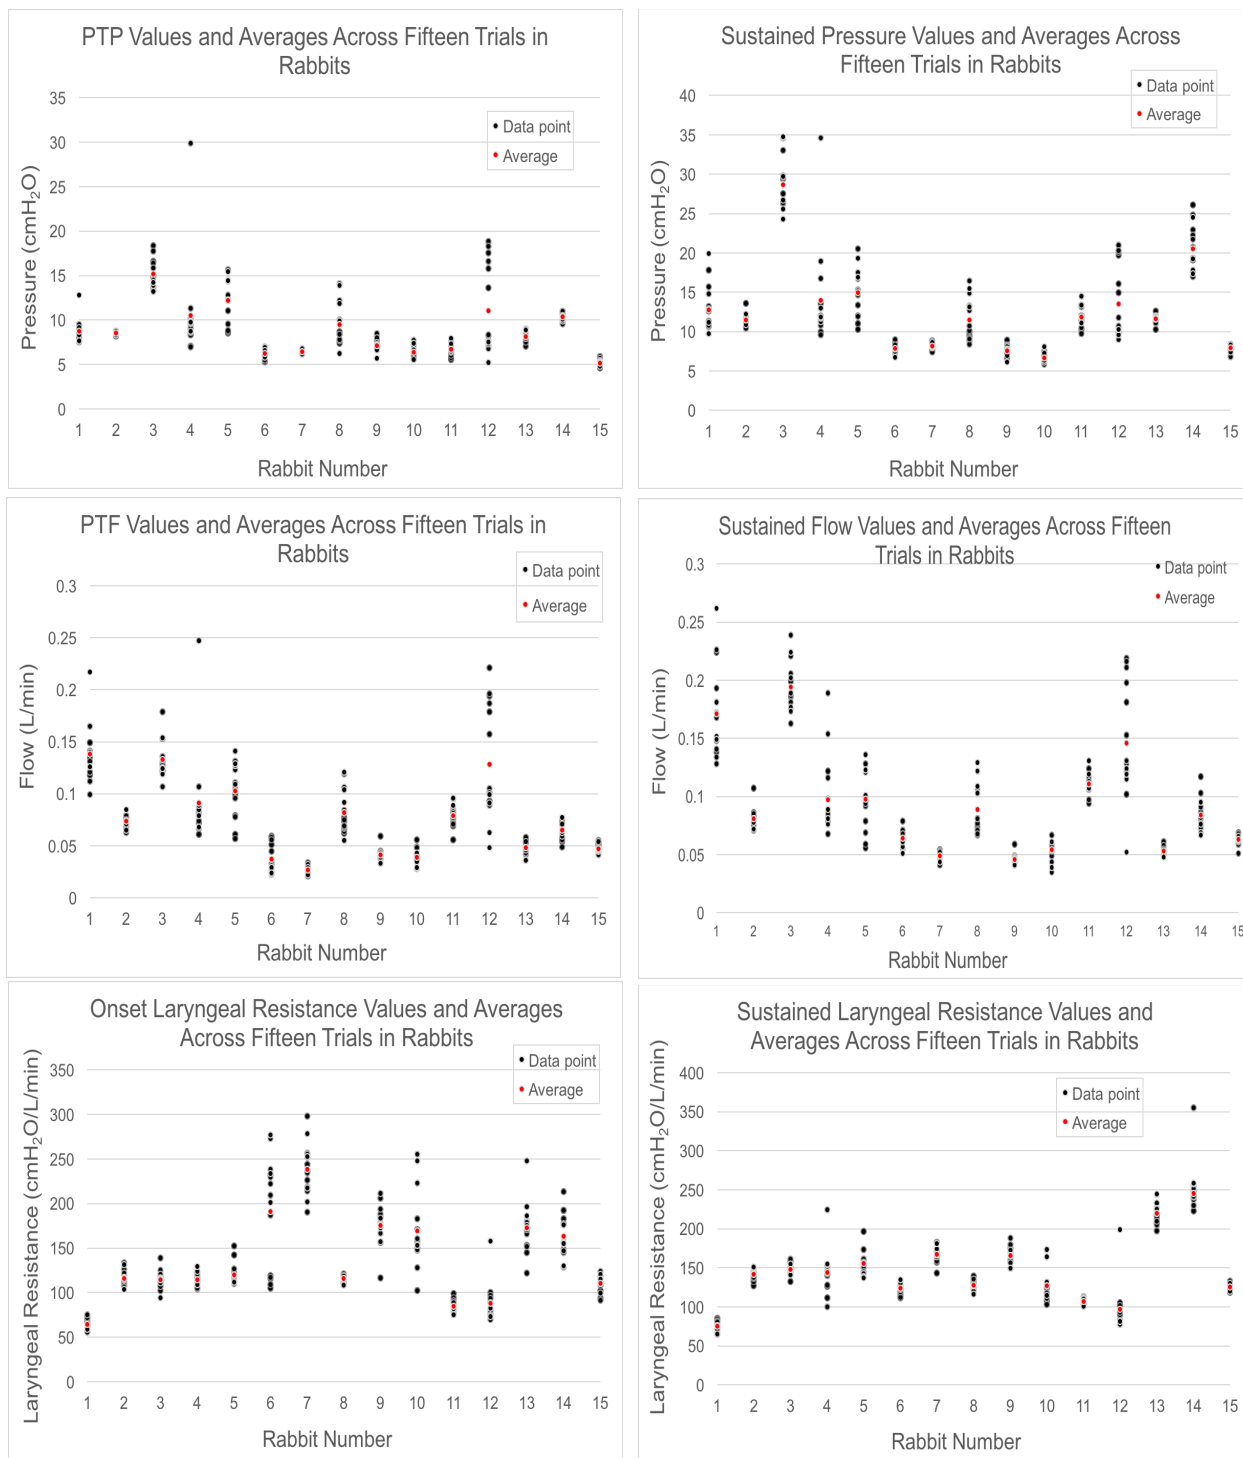 PTP Values and Averages Across Fifteen Trials in
Rabbits
Data point
Average
Pressure (cmH2O)
35
30
25
20
15
10
5
0
1 2 3 4 5 6 7 8 9 10 11 12 13 14 15
Rabbit Number
Sustained Pressure Values and Averages Across
Fifteen Trials in Rabbits
Data point
Average
Pressure (cmH2O)
40
35
30
25
20
15
10
5
0
1 2 3 4 5 6 7 8 9 10 11 12 13 14 15
Rabbit Number
PTF Values and Averages Across Fifteen Trials in
Rabbits
Data point
Average
Flow (L/min)
0.3
0.25
0.2
0.15
0.1
0.05
0
1 2 3 4 5 6 7 8 9 10 11 12 13 14 15
Rabbit Number
Sustained Flow Values and Averages Across Fifteen
Trials in Rabbits
Data point
Average
Flow (L/min)
0.3
0.25
0.2
0.15
0.1
0.05
0
1 2 3 4 5 6 7 8 9 10 11 12 13 14 15
Rabbit Number
Onset Laryngeal Resistance Values and Averages
Across Fifteen Trials in Rabbits
Data point
Average
Laryngeal Resistance (cmH2O/L/min)
350
300
250
200
150
100
50
0
1 2 3 4 5 6 7 8 9 10 11 12 13 14 15
Rabbit Number
Sustained Laryngeal Resistance Values and
Averages Across Fifteen Trials in Rabbits
Data point
Average
Laryngeal Resistance (cmH2O/L/min)
400
350
300
250
200
150
100
50
0
1 2 3 4 5 6 7 8 9 10 11 12 13 14 15
Rabbit Number